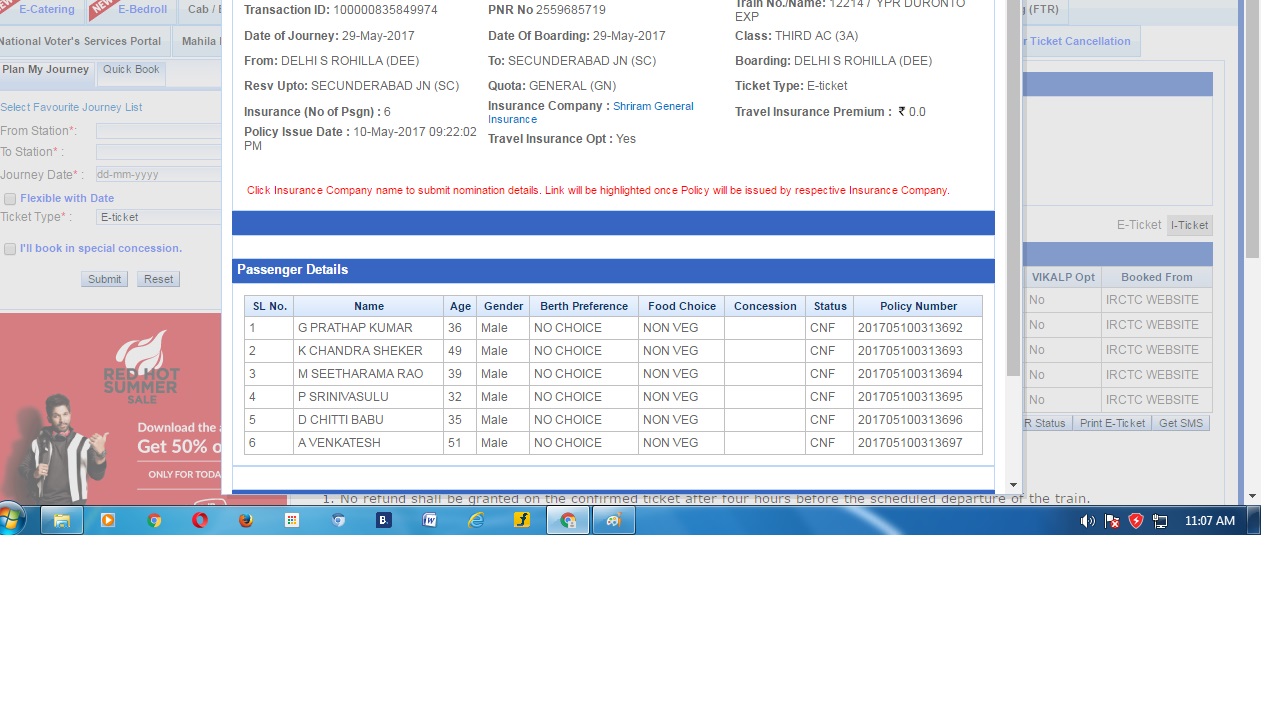 NEW E-Catering NEW E-Bedroll Cab / (FTR)
Transaction ID: 100000835849974 PNR No 2559685719 Train No./Name: 12214 / YPR DURONTO EXP
National Voter's Services Portal Mahila Ticket Cancellation
Date of Journey: 29-May-2017 Date Of Boarding: 29-May-2017 Class: THIRD AC (3A)
Plan My Journey Quick Book
From: DELHI S ROHILLA (DEE) To: SECUNDERABAD JN (SC) Boarding: DELHI S ROHILLA (DEE)
Resv Upto: SECUNDERABAD JN (SC) Quota: GENERAL (GN) Ticket Type: E-ticket
Select Favourite Journey List
Insurance (No of Psgn) : 6 Insurance Company : Shriram General Insurance Travel Insurance Premium : ₹ 0.0
From Station*:
Policy Issue Date : 10-May-2017 09:22:02 PM Travel Insurance Opt : Yes
To Station* :
Journey Date* : dd-mm-yyyy
Click Insurance Company name to submit nomination details. Link will be highlighted once Policy will be issued by respective Insurance Company.
Flexible with Date
Ticket Type* : E-ticket
E-Ticket I-Ticket
I'll book in special concession.
Submit Reset
Passenger Details
VIKALP Opt Booked From
SL No. Name Age Gender Berth Preference Food Choice Concession Status Policy Number
No IRCTC WEBSITE
1 G PRATHAP KUMAR 36 Male NO CHOICE NON VEG CNF 201705100313692
No IRCTC WEBSITE
2 K CHANDRA SHEKER 49 Male NO CHOICE NON VEG CNF 201705100313693
No IRCTC WEBSITE
3 M SEETHARAMA RAO 39 Male NO CHOICE NON VEG CNF 201705100313694
No IRCTC WEBSITE
4 P SRINIVASULU 32 Male NO CHOICE NON VEG CNF 201705100313695
No IRCTC WEBSITE
5 D CHITTI BABU 35 Male NO CHOICE NON VEG CNF 201705100313696
R Status Print E-Ticket Get SMS
6 A VENKATESH 51 Male NO CHOICE NON VEG CNF 201705100313697
RED HOT
SUMMER
SALE
Download the
Get 50% o
ONLY FOR TODA
1. No refund shall be granted on the confirmed ticket after four hours before the scheduled departure of the train.
11:07 AM